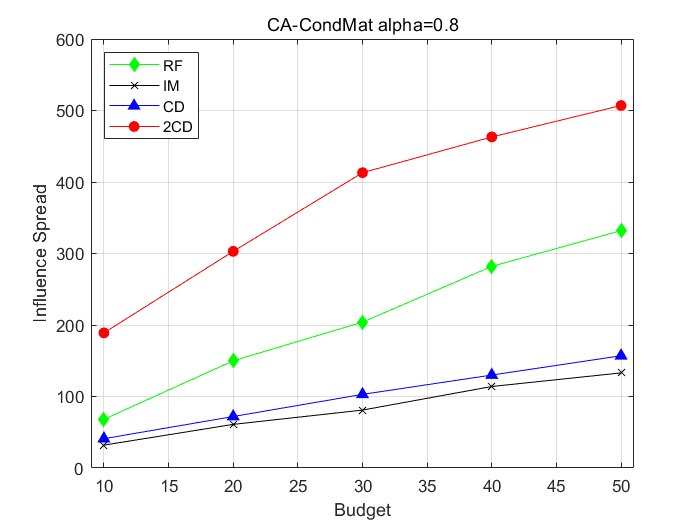 CA-CondMat alpha=0.8
600
500
400
300
200
100
0
Influence Spread
RF
IM
CD
2CD
10 15 20 25 30 35 40 45 50
Budget